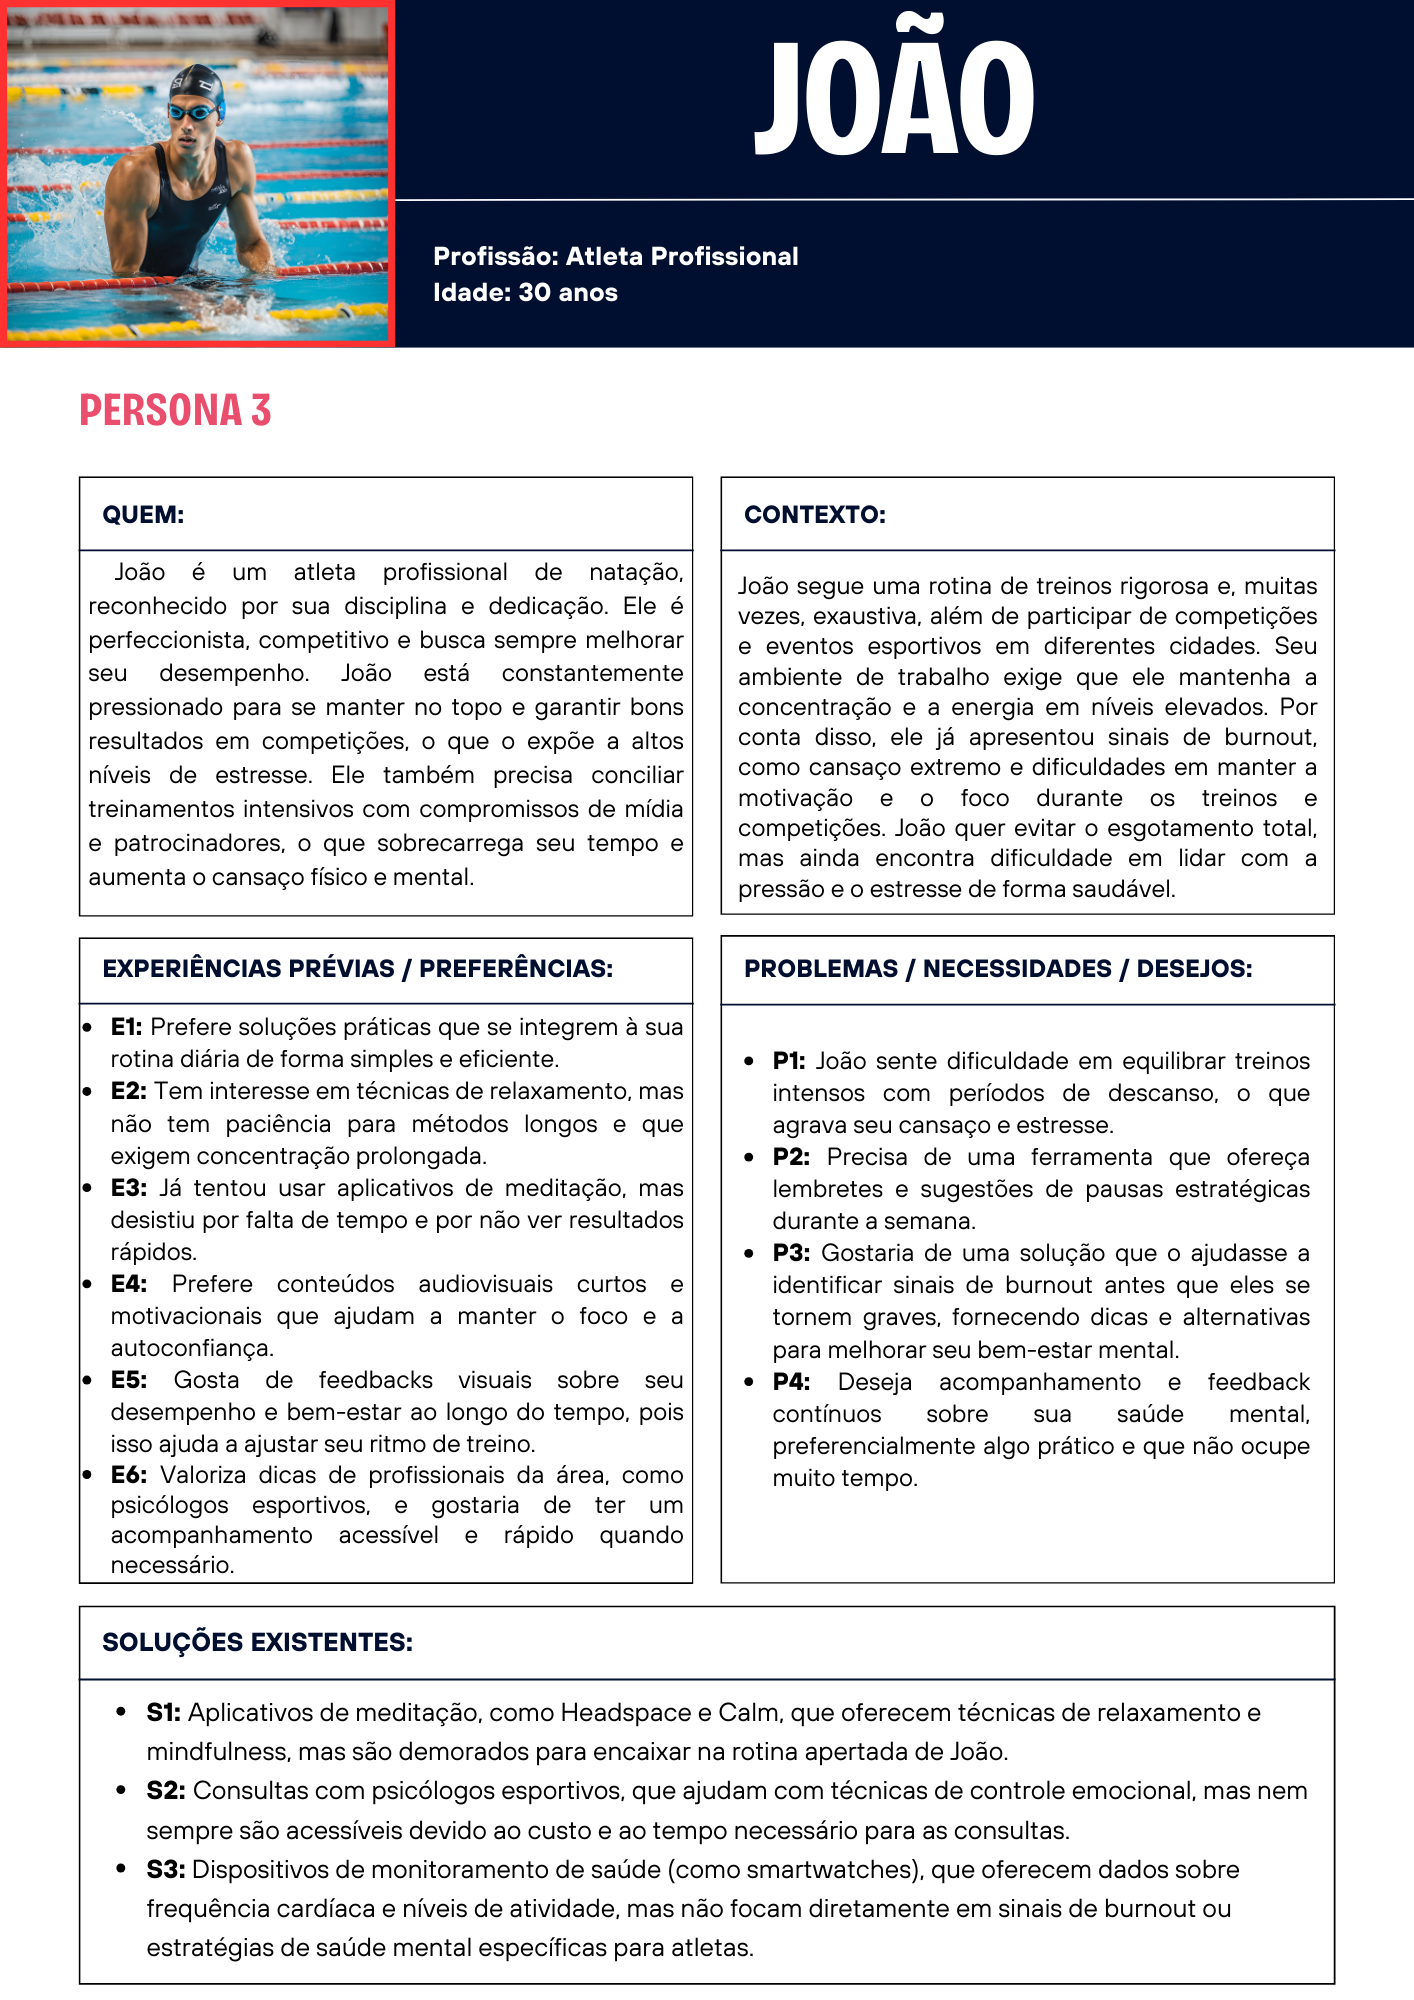 JOÃO
Profissão: Atleta Profissional
Idade: 30 anos
PERSONA 3
QUEM:
João é um atleta profissional de natação,
reconhecido por sua disciplina e dedicação. Ele é
perfeccionista, competitivo e busca sempre melhorar
seu desempenho. João está constantemente
pressionado para se manter no topo e garantir bons
resultados em competições, o que o expõe a altos
níveis de estresse. Ele também precisa conciliar
treinamentos intensivos com compromissos de mídia
e patrocinadores, o que sobrecarrega seu tempo e
aumenta o cansaço físico e mental.
CONTEXTO:
João segue uma rotina de treinos rigorosa e, muitas
vezes, exaustiva, além de participar de competições
e eventos esportivos em diferentes cidades. Seu
ambiente de trabalho exige que ele mantenha a
concentração e a energia em níveis elevados. Por
conta disso, ele já apresentou sinais de burnout,
como cansaço extremo e dificuldades em manter a
motivação e o foco durante os treinos e
competições. João quer evitar o esgotamento total,
mas ainda encontra dificuldade em lidar com a
pressão e o estresse de forma saudável.
EXPERIÊNCIAS PRÉVIAS / PREFERÊNCIAS:
• E1: Prefere soluções práticas que se integrem à sua
rotina diária de forma simples e eficiente.
• E2: Tem interesse em técnicas de relaxamento, mas
não tem paciência para métodos longos e que
exigem concentração prolongada.
• E3: Já tentou usar aplicativos de meditação, mas
desistiu por falta de tempo e por não ver resultados
rápidos.
• E4: Prefere conteúdos audiovisuais curtos e
motivacionais que ajudam a manter o foco e a
autoconfiança.
• E5: Gosta de feedbacks visuais sobre seu
desempenho e bem-estar ao longo do tempo, pois
isso ajuda a ajustar seu ritmo de treino.
• E6: Valoriza dicas de profissionais da área, como
psicólogos esportivos, e gostaria de ter um
acompanhamento acessível e rápido quando
necessário.
PROBLEMAS / NECESSIDADES / DESEJOS:
• P1: João sente dificuldade em equilibrar treinos
intensos com períodos de descanso, o que
agrava seu cansaço e estresse.
• P2: Precisa de uma ferramenta que ofereça
lembretes e sugestões de pausas estratégicas
durante a semana.
• P3: Gostaria de uma solução que o ajudasse a
identificar sinais de burnout antes que eles se
tornem graves, fornecendo dicas e alternativas
para melhorar seu bem-estar mental.
• P4: Deseja acompanhamento e feedback
contínuos sobre sua saúde mental,
preferencialmente algo prático e que não ocupe
muito tempo.
SOLUÇÕES EXISTENTES:
• S1: Aplicativos de meditação, como Headspace e Calm, que oferecem técnicas de relaxamento e
mindfulness, mas são demorados para encaixar na rotina apertada de João.
• S2: Consultas com psicólogos esportivos, que ajudam com técnicas de controle emocional, mas nem
sempre são acessíveis devido ao custo e ao tempo necessário para as consultas.
• S3: Dispositivos de monitoramento de saúde (como smartwatches), que oferecem dados sobre
frequência cardíaca e níveis de atividade, mas não focam diretamente em sinais de burnout ou
estratégias de saúde mental específicas para atletas.